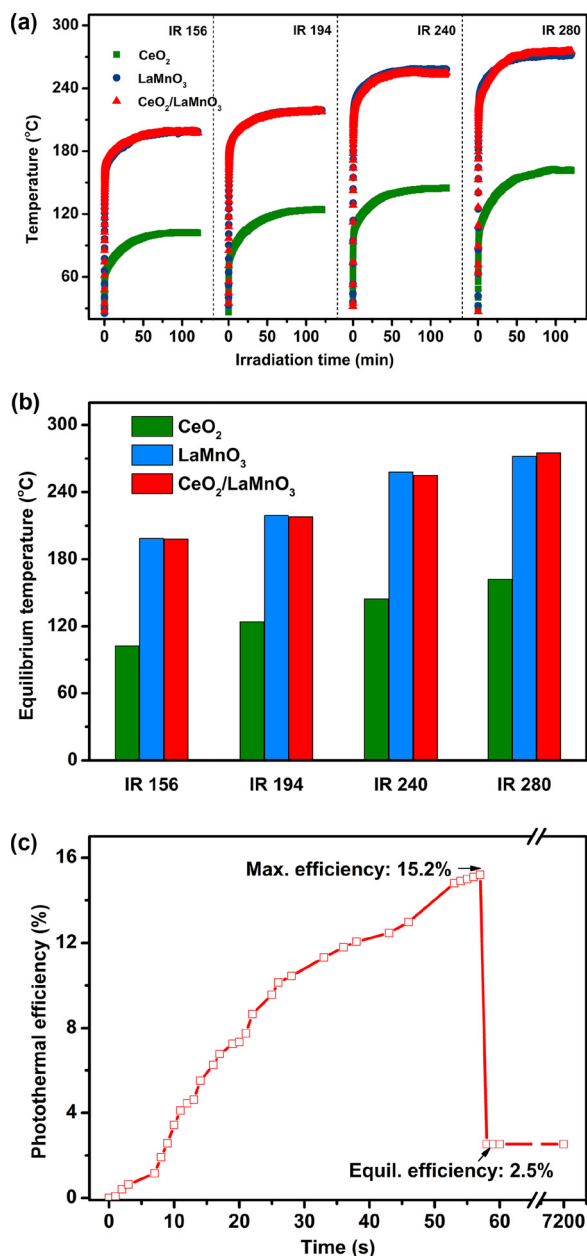 (a)
IR 156 IR 194 IR 240 IR 280
CeO₂
LaMnO₃
CeO₂/LaMnO₃
Temperature (°C)
300
240
180
120
60
0 50 100 0 50 100 0 50 100 0 50 100
Irradiation time (min)
(b)
CeO₂
LaMnO₃
CeO₂/LaMnO₃
Equilibrium temperature (°C)
300
240
180
120
60
0
IR 156 IR 194 IR 240 IR 280
(c)
Max. efficiency: 15.2%
Equil. efficiency: 2.5%
Photothermal efficiency (%)
16
12
8
4
0
0 10 20 30 40 50 60 7200
Time (s)